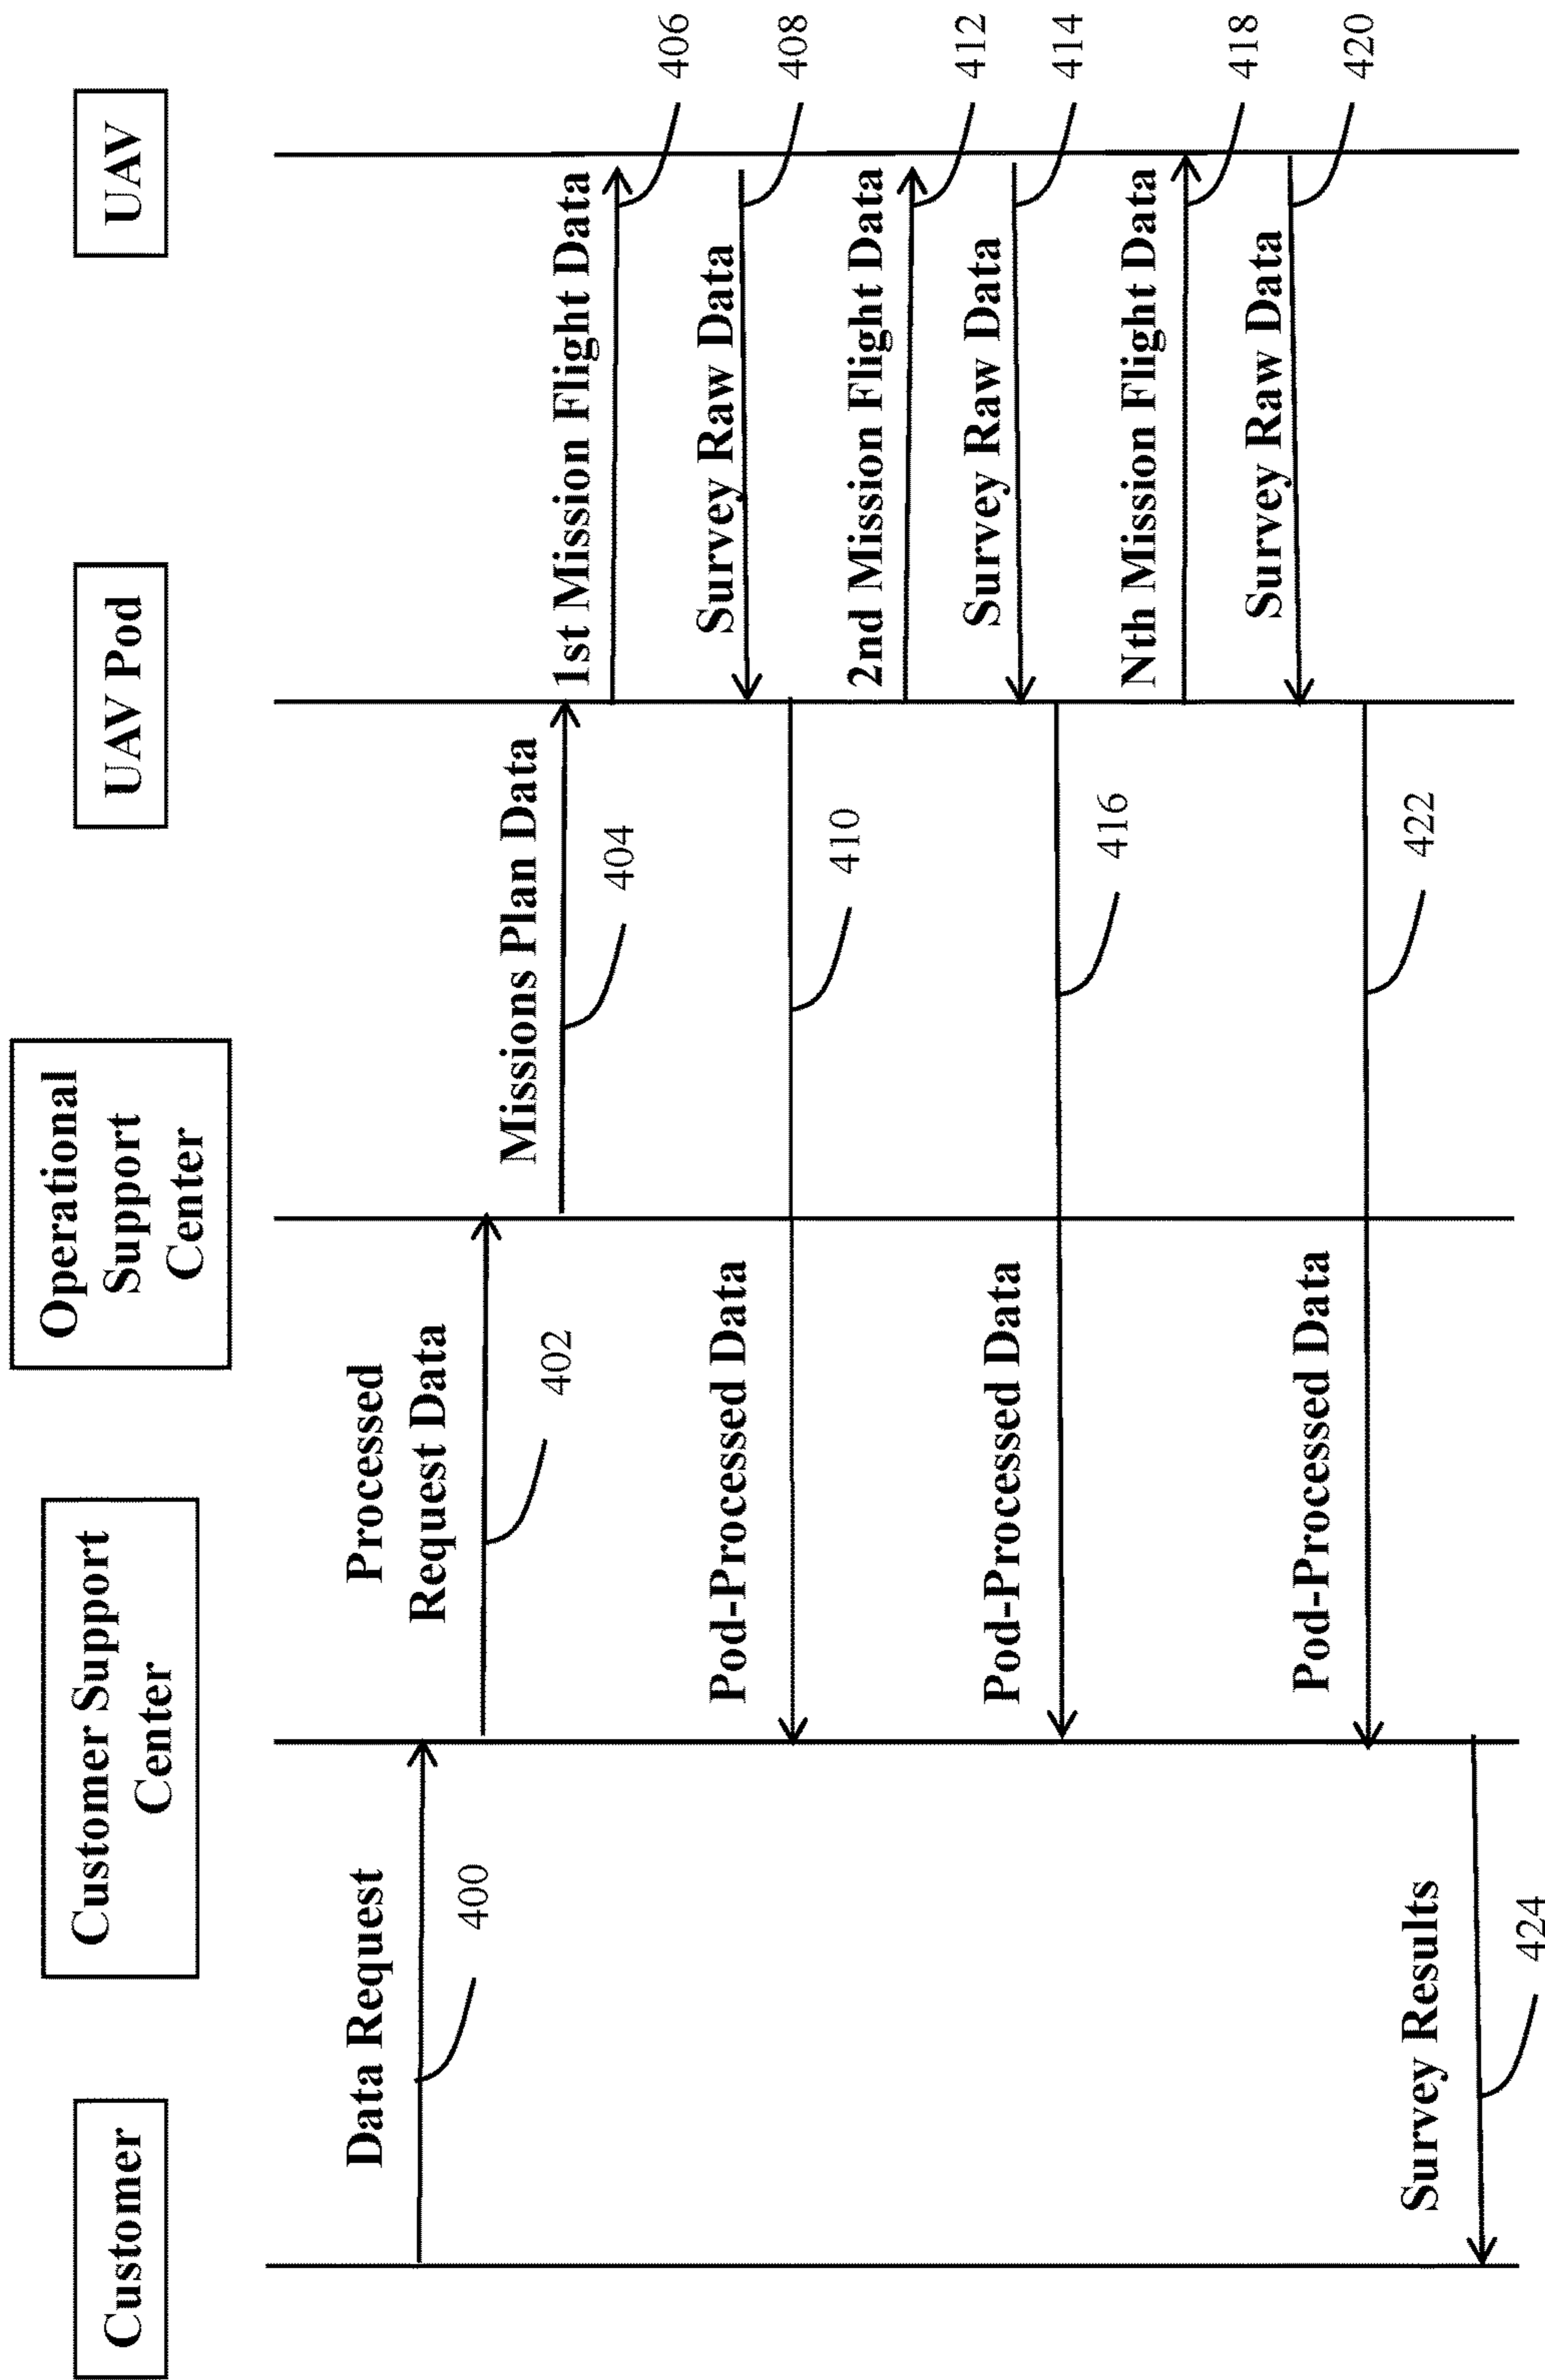 Customer
Customer Support
Center
Operational
Support
Center
UAV Pod
UAV
Data Request
400
Processed
Request Data
402
Missions Plan Data
404
1st Mission Flight Data
406
Survey Raw Data
408
Pod-Processed Data
410
2nd Mission Flight Data
412
Survey Raw Data
414
Pod-Processed Data
416
Nth Mission Flight Data
418
Survey Raw Data
420
Pod-Processed Data
422
Survey Results
424